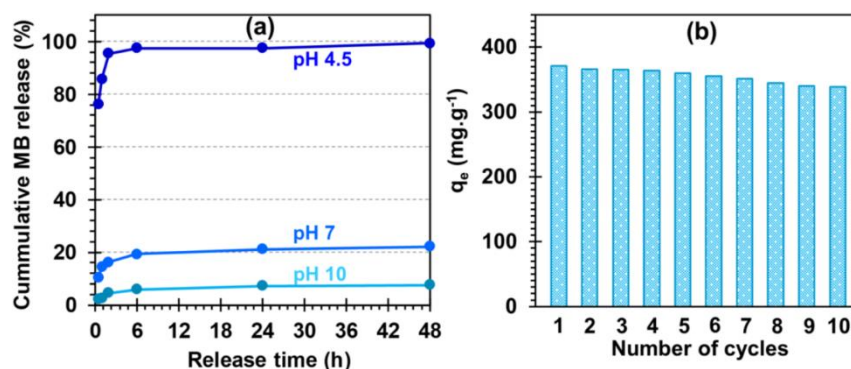 (a)
Cummulative MB release (%)
100
80
60
40
20
0
pH 4.5
pH 7
pH 10
0 6 12 18 24 30 36 42 48
Release time (h)
(b)
qe (mg.g-1)
400
300
200
100
0
1 2 3 4 5 6 7 8 9 10
Number of cycles